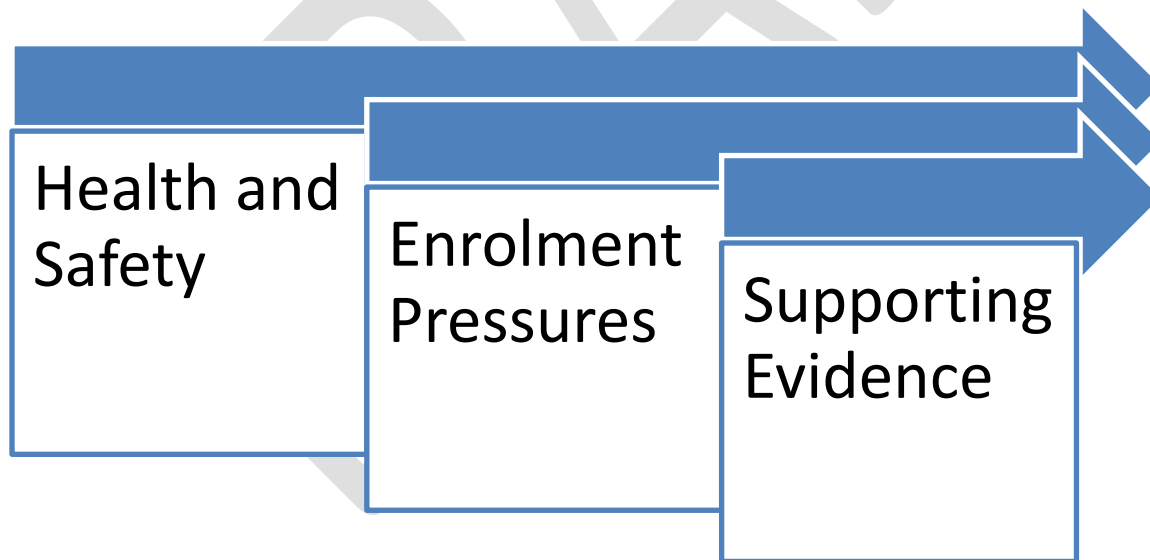 Health and
Safety
Enrolment
Pressures
Supporting
Evidence